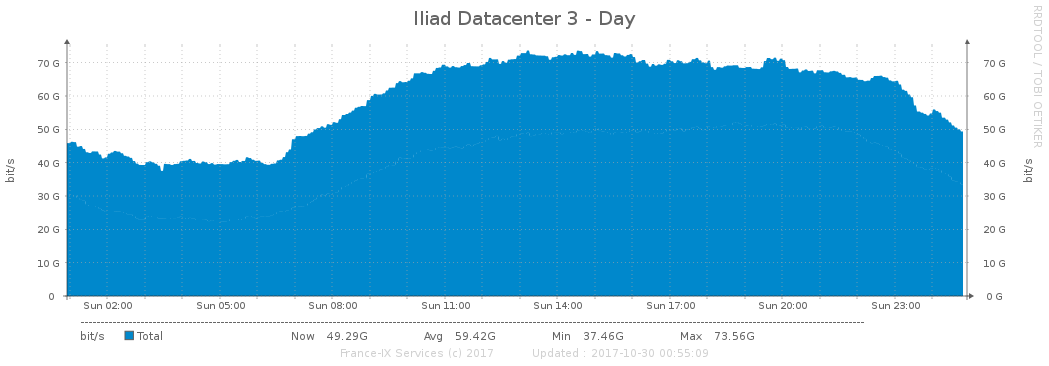 Iliad Datacenter 3 - Day
RRDTOOL / TOBI OETIKER
bit/s
70 G
60 G
50 G
40 G
30 G
20 G
10 G
0
70 G
60 G
50 G
40 G
30 G
20 G
10 G
0 G
bit/s
Sun 02:00 Sun 05:00 Sun 08:00 Sun 11:00 Sun 14:00 Sun 17:00 Sun 20:00 Sun 23:00
bit/s Total Now 49.29G Avg 59.42G Min 37.46G Max 73.56G
France-IX Services (c) 2017 Updated : 2017-10-30 00:55:09